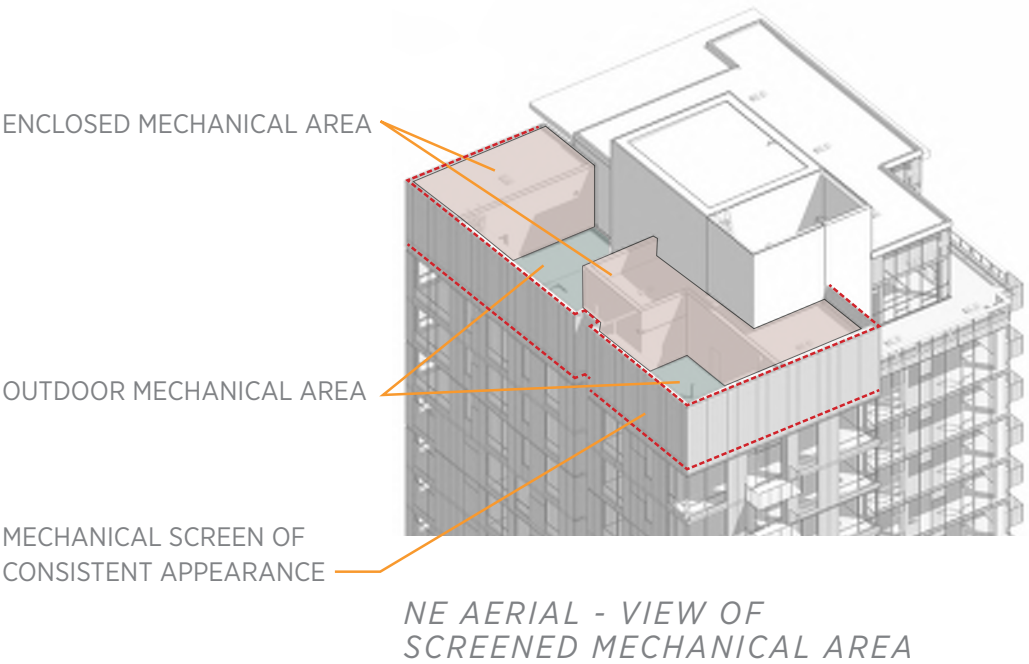 ENCLOSED MECHANICAL AREA
OUTDOOR MECHANICAL AREA
MECHANICAL SCREEN OF
CONSISTENT APPEARANCE
NE AERIAL - VIEW OF
SCREENED MECHANICAL AREA